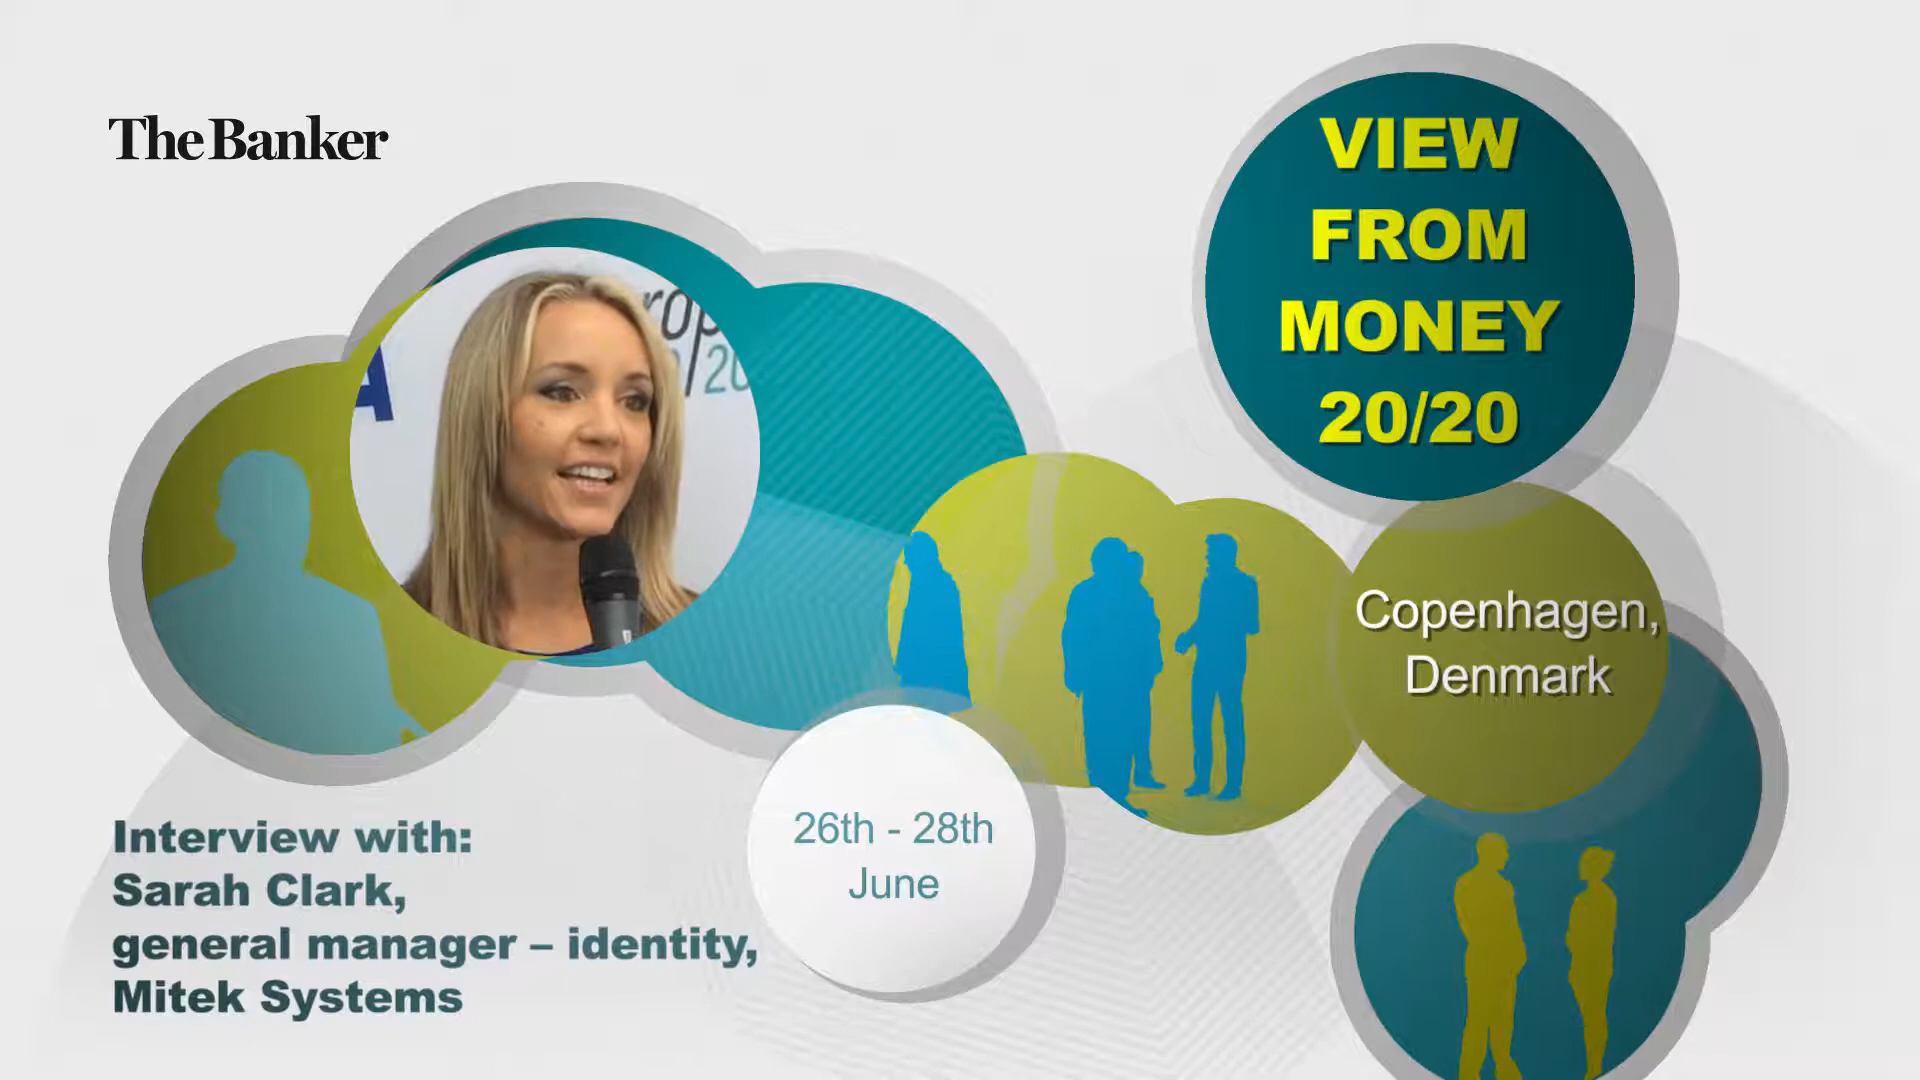 The Banker
VIEW
FROM
MONEY
20/20
Copenhagen,
Denmark
26th - 28th
June
Interview with:
Sarah Clark,
general manager – identity,
Mitek Systems